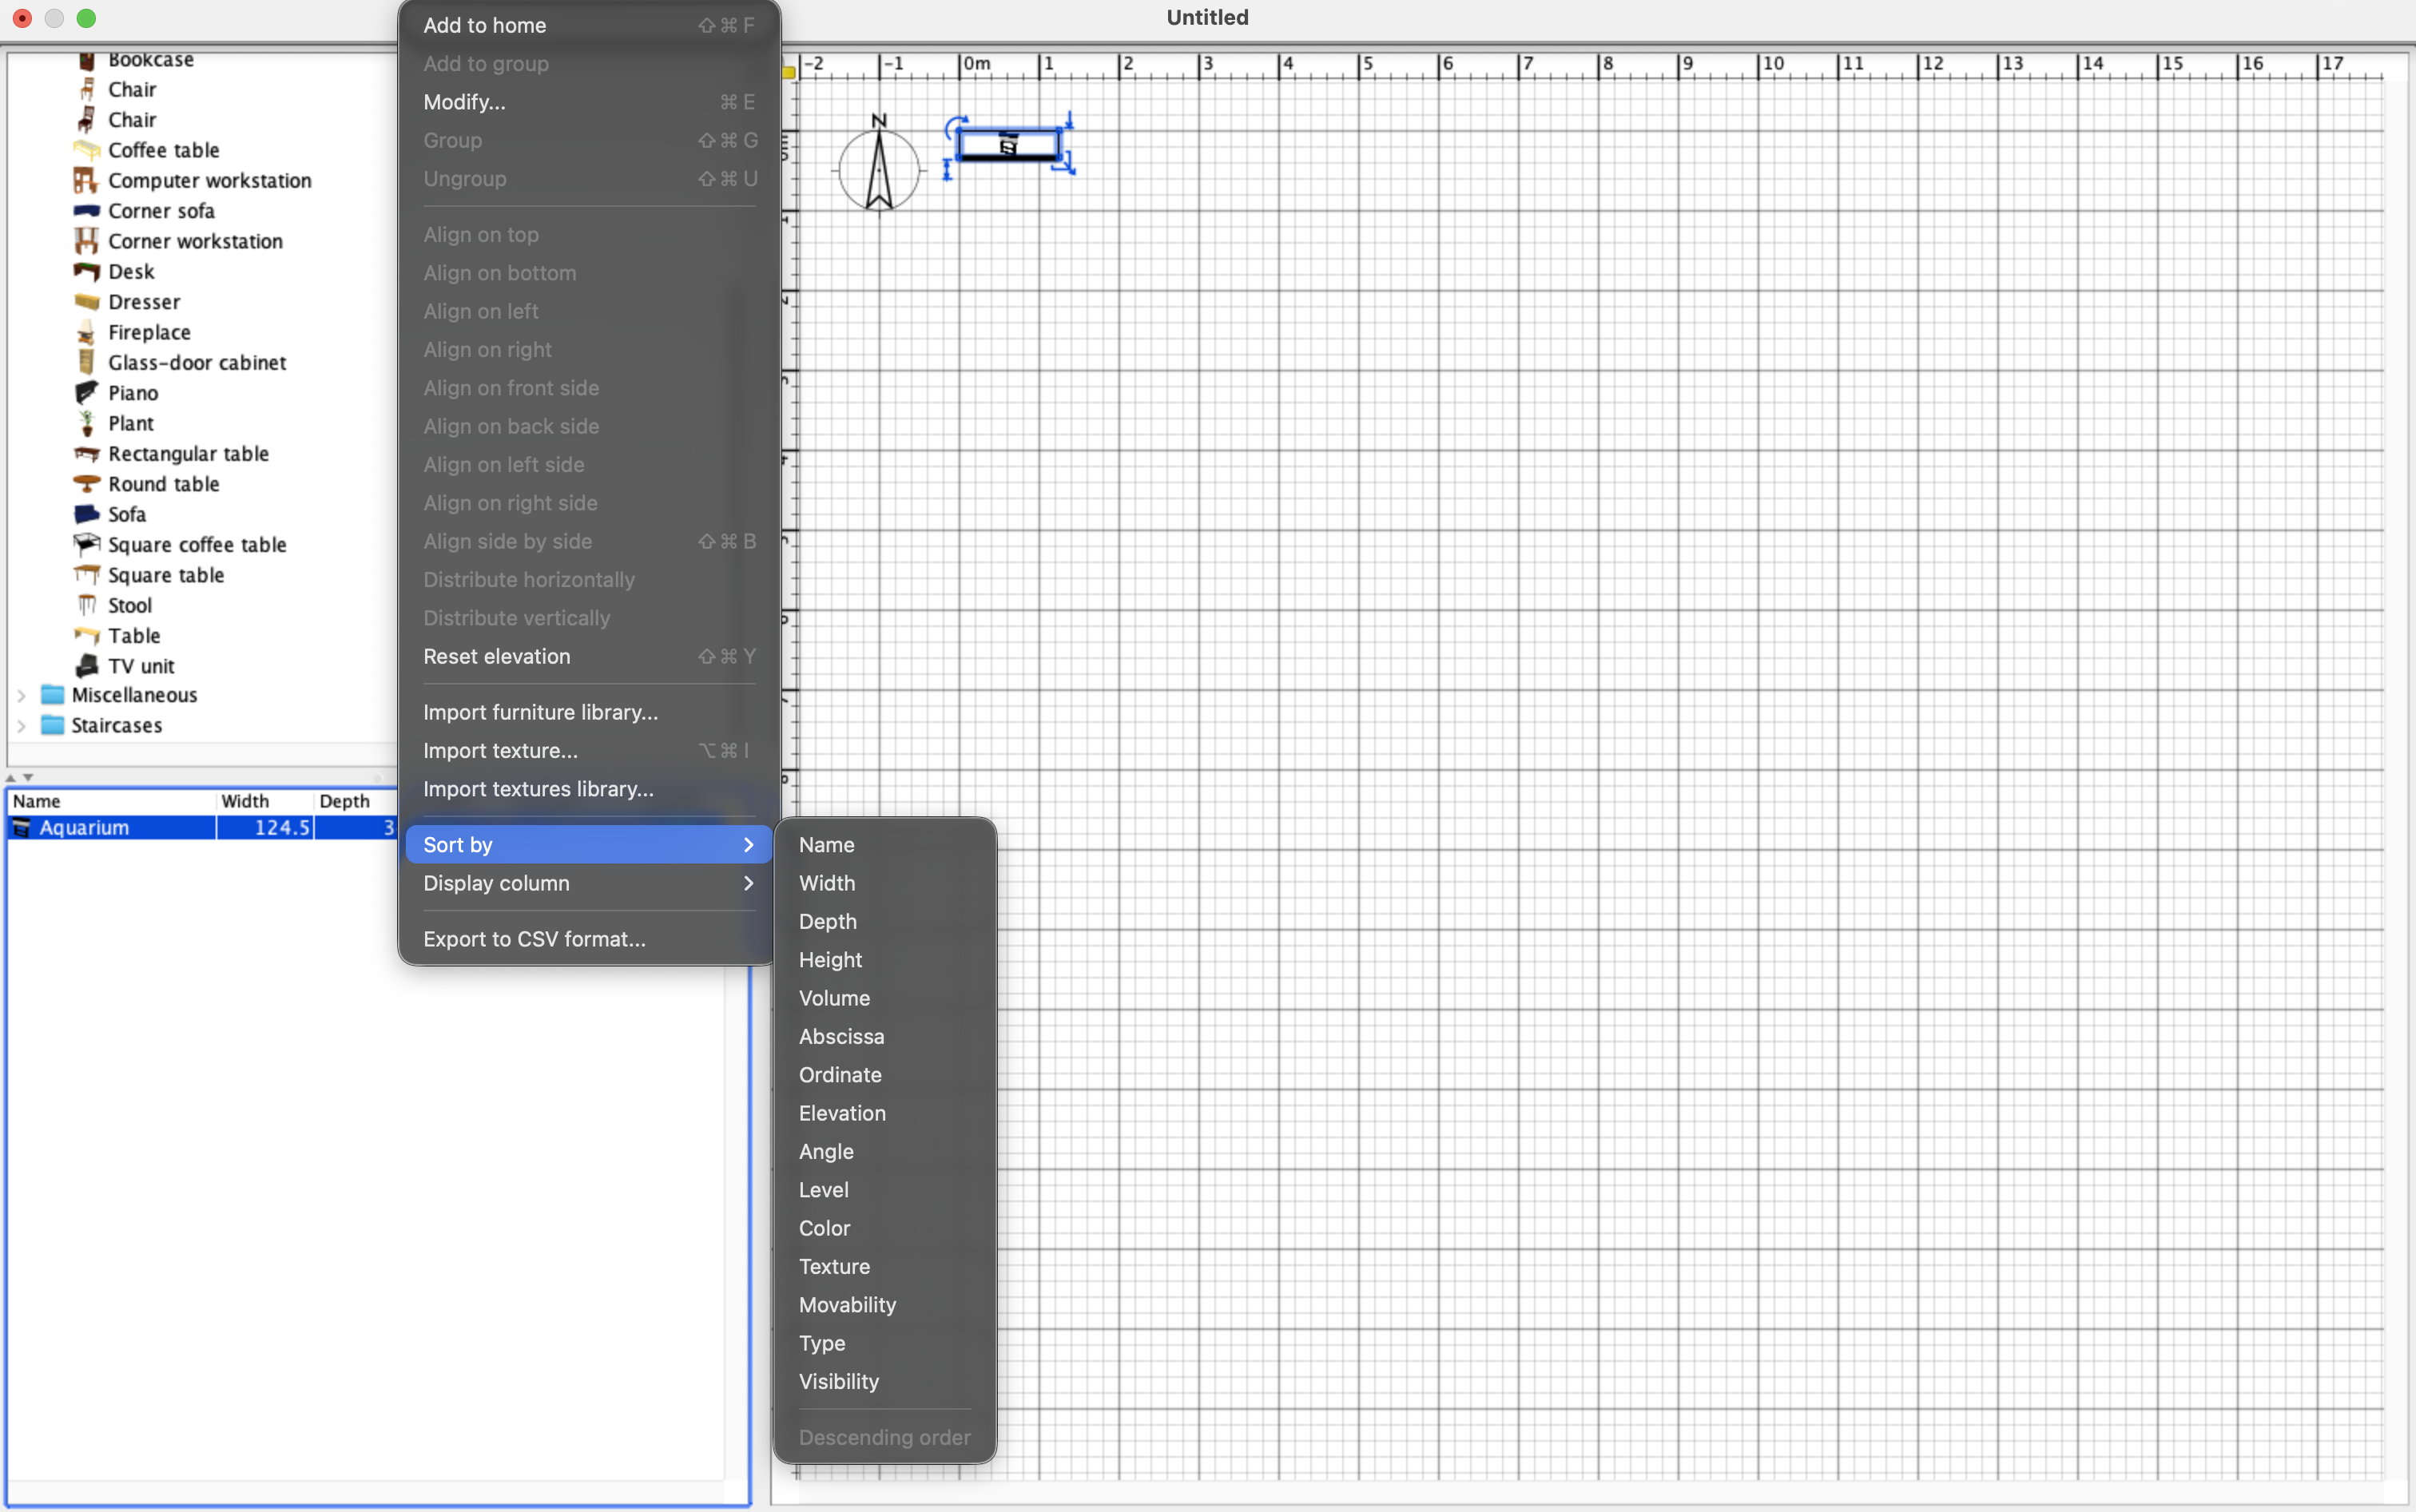 Untitled
Bookcase
Chair
Chair
Coffee table
Computer workstation
Corner sofa
Corner workstation
Desk
Dresser
Fireplace
Glass-door cabinet
Piano
Plant
Rectangular table
Round table
Sofa
Square coffee table
Square table
Stool
Table
TV unit
Miscellaneous
Staircases
Name Width Depth
Aquarium 124.5 3
Add to home ⇧⌘F
Add to group
Modify... ⌘E
Group ⇧⌘G
Ungroup ⇧⌘U
Align on top
Align on bottom
Align on left
Align on right
Align on front side
Align on back side
Align on left side
Align on right side
Align side by side ⇧⌘B
Distribute horizontally
Distribute vertically
Reset elevation ⇧⌘Y
Import furniture library...
Import texture... ⌥⌘I
Import textures library...
Sort by
Display column
Export to CSV format...
Name
Width
Depth
Height
Volume
Abscissa
Ordinate
Elevation
Angle
Level
Color
Texture
Movability
Type
Visibility
Descending order
-2 -1 0m 1 2 3 4 5 6 7 8 9 10 11 12 13 14 15 16 17
N